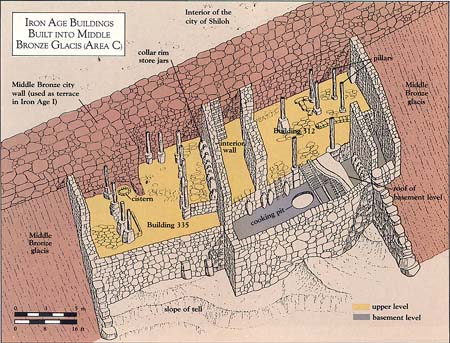 IRON AGE BUILDINGS
BUILT INTO MIDDLE
BRONZE GLACIS (AREA C)
Interior of the
city of Shiloh
collar rim
store jars
pillars
Middle Bronze city
wall (used as terrace
in Iron Age I)
Middle
Bronze
glacis
interior
wall
Building 312
cistern
roof of
basement level
cooking pit
Building 335
Middle
Bronze
glacis
slope of tell
upper level
basement level
0 5 m
0 16 ft